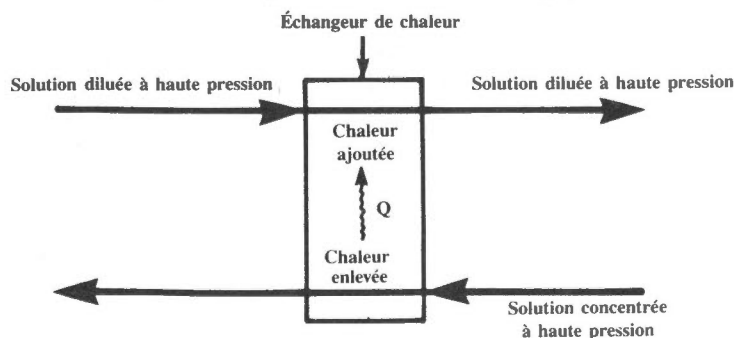 Échangeur de chaleur
Solution diluée à haute pression
Solution diluée à haute pression
Chaleur
ajoutée
Q
Chaleur
enlevée
Solution concentrée
à haute pression